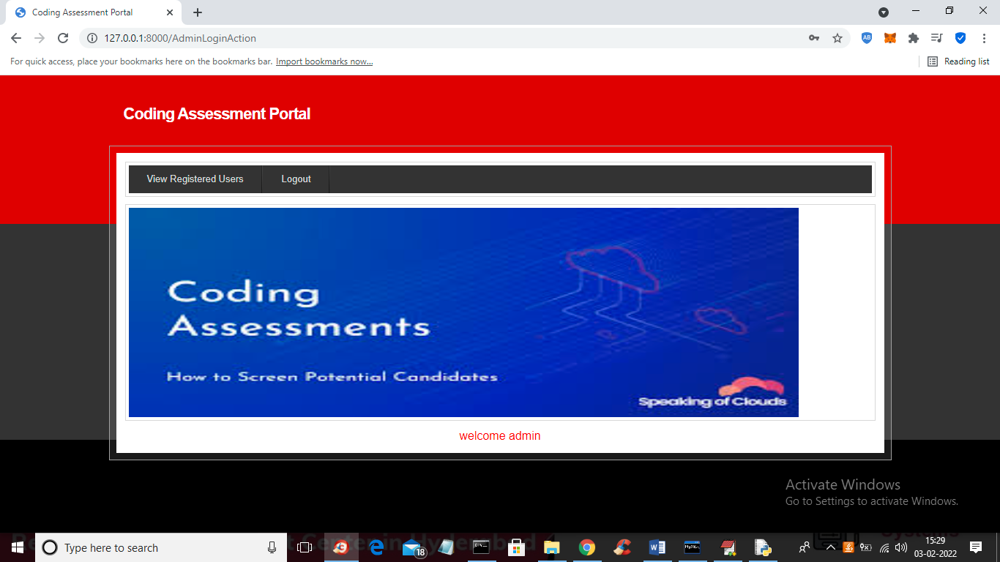 Coding Assessment Portal
127.0.0.1:8000/AdminLoginAction
For quick access, place your bookmarks here on the bookmarks bar. Import bookmarks now...
Reading list
Coding Assessment Portal
View Registered Users
Logout
Coding
Assessments
How to Screen Potential Candidates
Speaking of Clouds
welcome admin
Activate Windows
Go to Settings to activate Windows.
Type here to search
18
15:29
03-02-2022